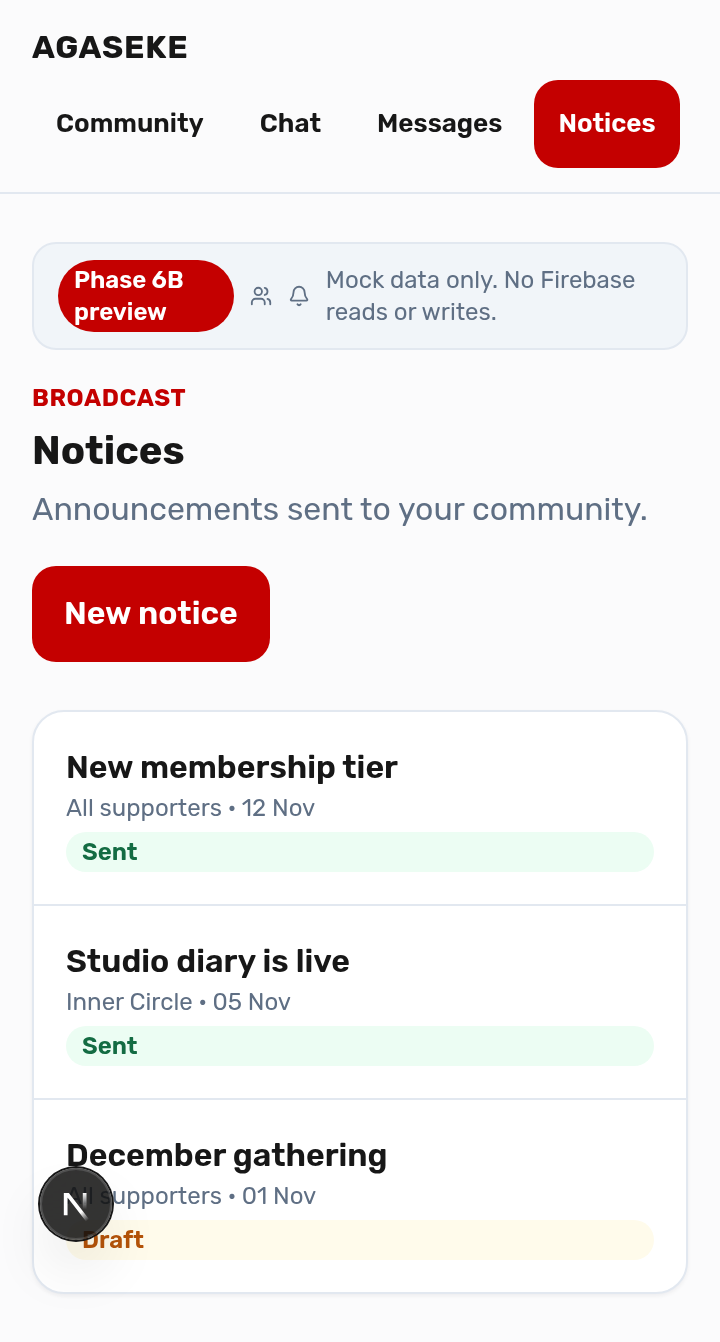 AGASEKE
Community Chat Messages Notices
Phase 6B
preview
Mock data only. No Firebase
reads or writes.
BROADCAST
Notices
Announcements sent to your community.
New notice
New membership tier
All supporters • 12 Nov
Sent
Studio diary is live
Inner Circle • 05 Nov
Sent
December gathering
All supporters • 01 Nov
Draft
N